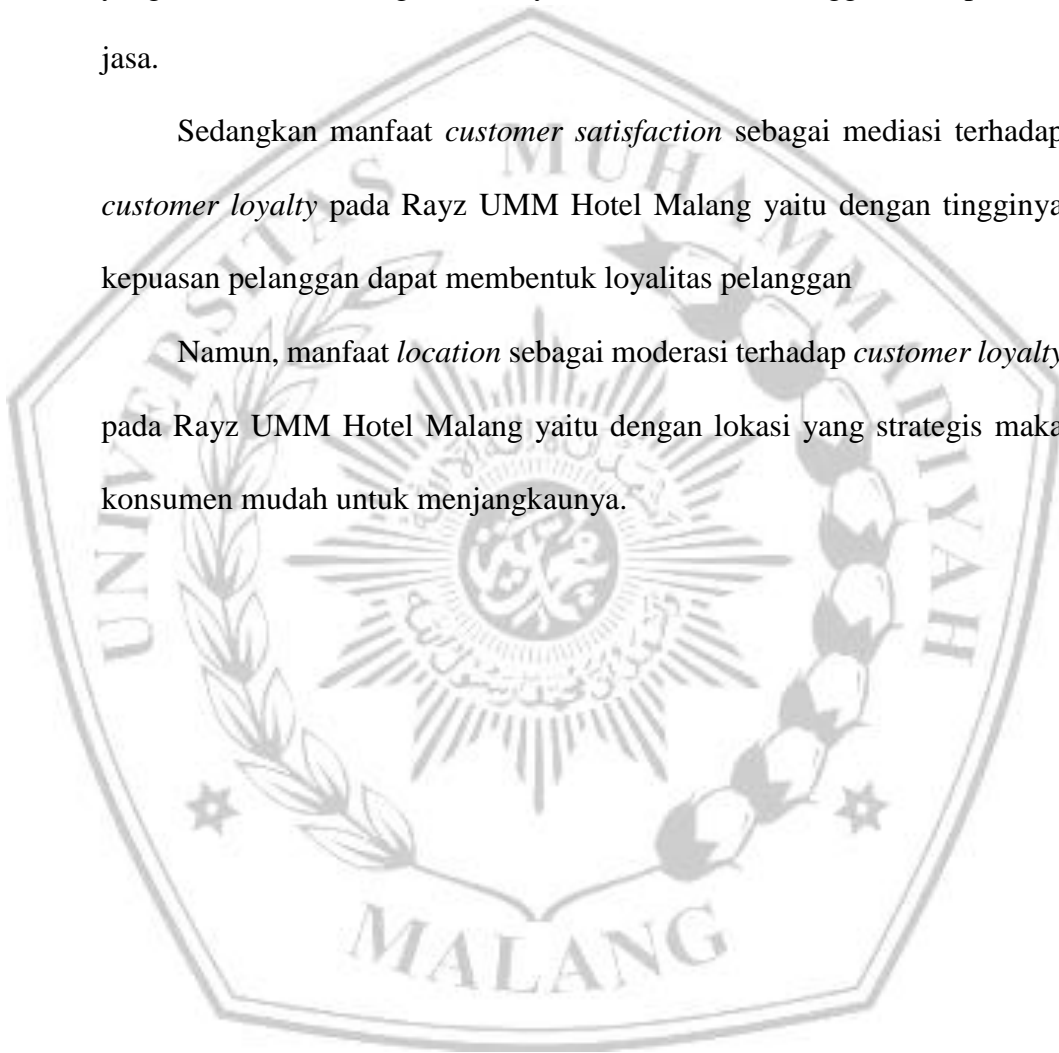 jasa.
Sedangkan manfaat customer satisfaction sebagai mediasi terhadap
customer loyalty pada Rayz UMM Hotel Malang yaitu dengan tingginya
kepuasan pelanggan dapat membentuk loyalitas pelanggan
Namun, manfaat location sebagai moderasi terhadap customer loyalty
pada Rayz UMM Hotel Malang yaitu dengan lokasi yang strategis maka
konsumen mudah untuk menjangkaunya.
UNIVERSITAS MUHAMMADIYAH
MALANG